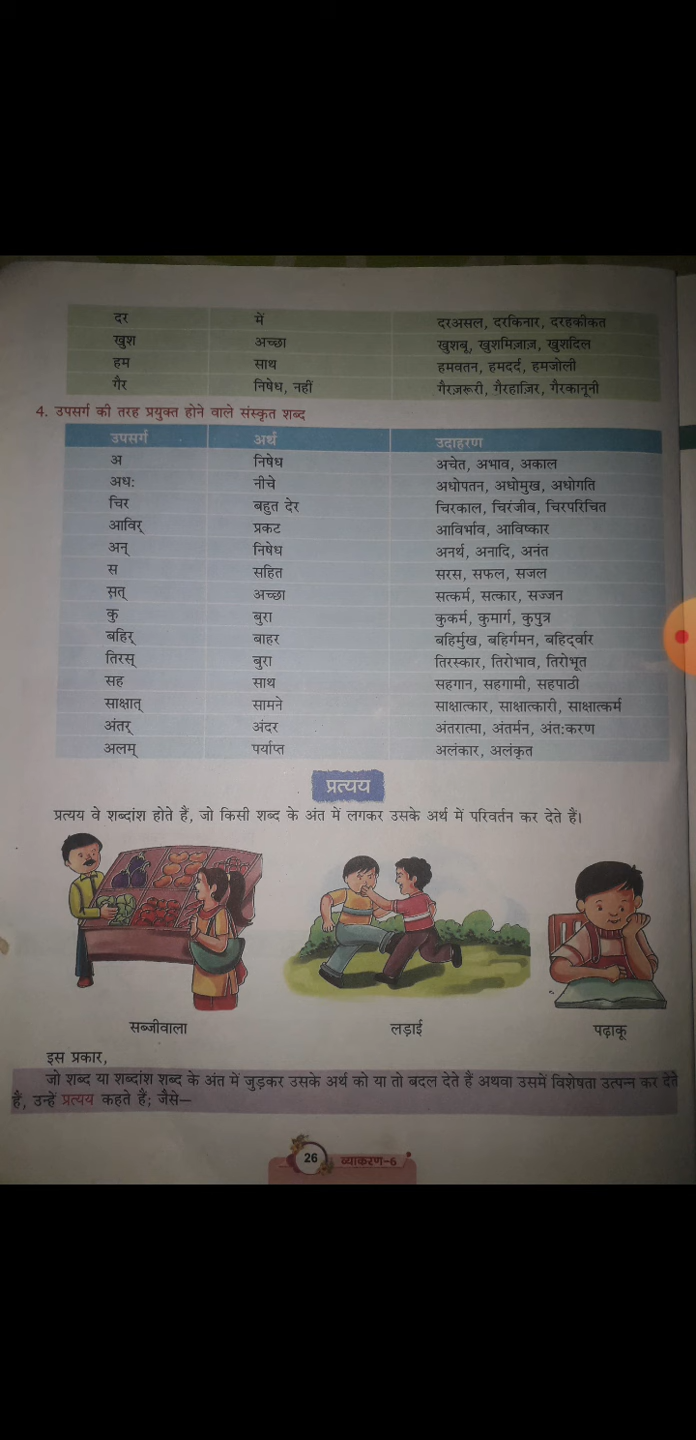 दर में दरअसल, दरकिनार, दरहकीकत
खुश अच्छा खुशबू, खुशमिज़ाज़, खुशदिल
हम साथ हमवतन, हमदर्द, हमजोली
गैर निषेध, नहीं गैरज़रूरी, गैरहाज़िर, गैरकानूनी
4. उपसर्ग की तरह प्रयुक्त होने वाले संस्कृत शब्द
उपसर्ग अर्थ उदाहरण
अ निषेध अचेत, अभाव, अकाल
अधः नीचे अधोपतन, अधोमुख, अधोगति
चिर बहुत देर चिरकाल, चिरंजीव, चिरपरिचित
आविर् प्रकट आविर्भाव, आविष्कार
अन् निषेध अनर्थ, अनादि, अनंत
स सहित सरस, सफल, सजल
सत् अच्छा सत्कर्म, सत्कार, सज्जन
कु बुरा कुकर्म, कुमार्ग, कुपुत्र
बहिर् बाहर बहिर्मुख, बहिर्गमन, बहिर्द्वार
तिरस् बुरा तिरस्कार, तिरोभाव, तिरोभूत
सह साथ सहगान, सहगामी, सहपाठी
साक्षात् सामने साक्षात्कार, साक्षात्कारी, साक्षात्कर्म
अंतर् अंदर अंतरात्मा, अंतर्मन, अंतःकरण
अलम् पर्याप्त अलंकार, अलंकृत
प्रत्यय
प्रत्यय वे शब्दांश होते हैं, जो किसी शब्द के अंत में लगकर उसके अर्थ में परिवर्तन कर देते हैं।
सब्जीवाला लड़ाई पढ़ाकू
इस प्रकार,
जो शब्द या शब्दांश शब्द के अंत में जुड़कर उसके अर्थ को या तो बदल देते हैं अथवा उसमें विशेषता उत्पन्न कर देते
हैं, उन्हें प्रत्यय कहते हैं; जैसे—
26 व्याकरण-6